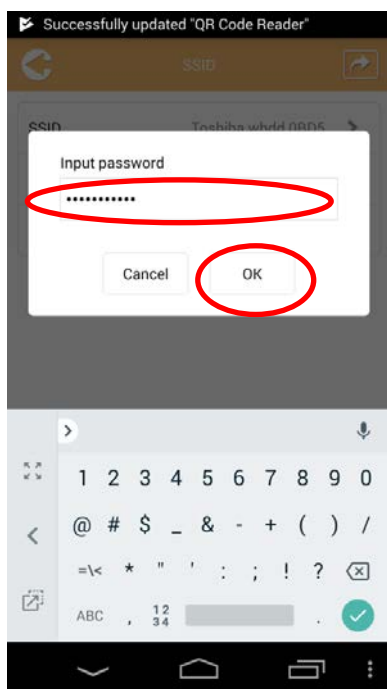 Successfully updated "QR Code Reader"
SSID
SSID Toshiba whdd 0BD5 >
Input password
•••••••••••
Cancel OK
1 2 3 4 5 6 7 8 9 0
@ # $ _ & - + ( ) /
=\< * " ' : ; ! ?
ABC , 12 .
34